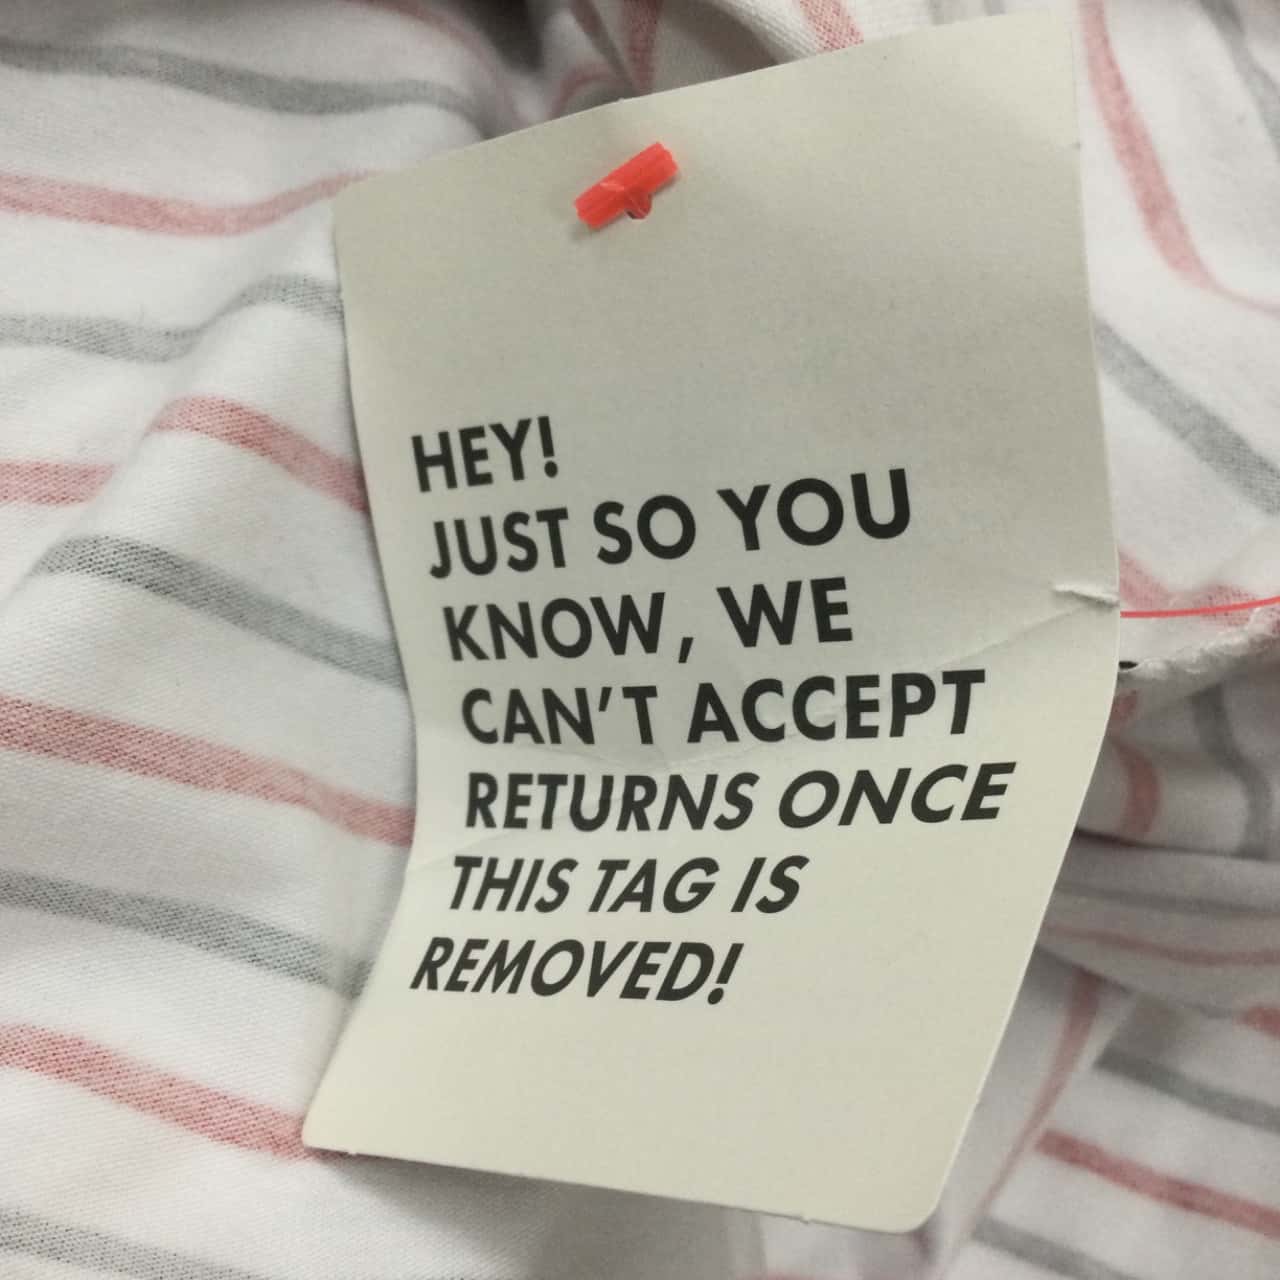 HEY!
JUST SO YOU
KNOW, WE
CAN'T ACCEPT
RETURNS ONCE
THIS TAG IS
REMOVED!